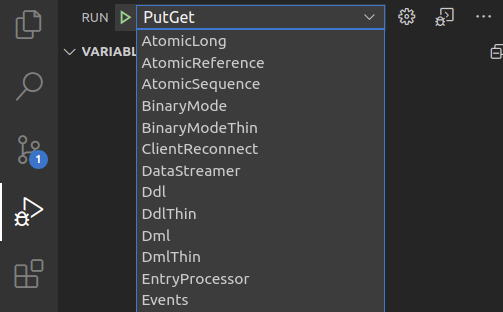 RUN PutGet
VARIABL
AtomicLong
AtomicReference
AtomicSequence
BinaryMode
BinaryModeThin
ClientReconnect
DataStreamer
Ddl
DdlThin
Dml
DmlThin
EntryProcessor
Events
1